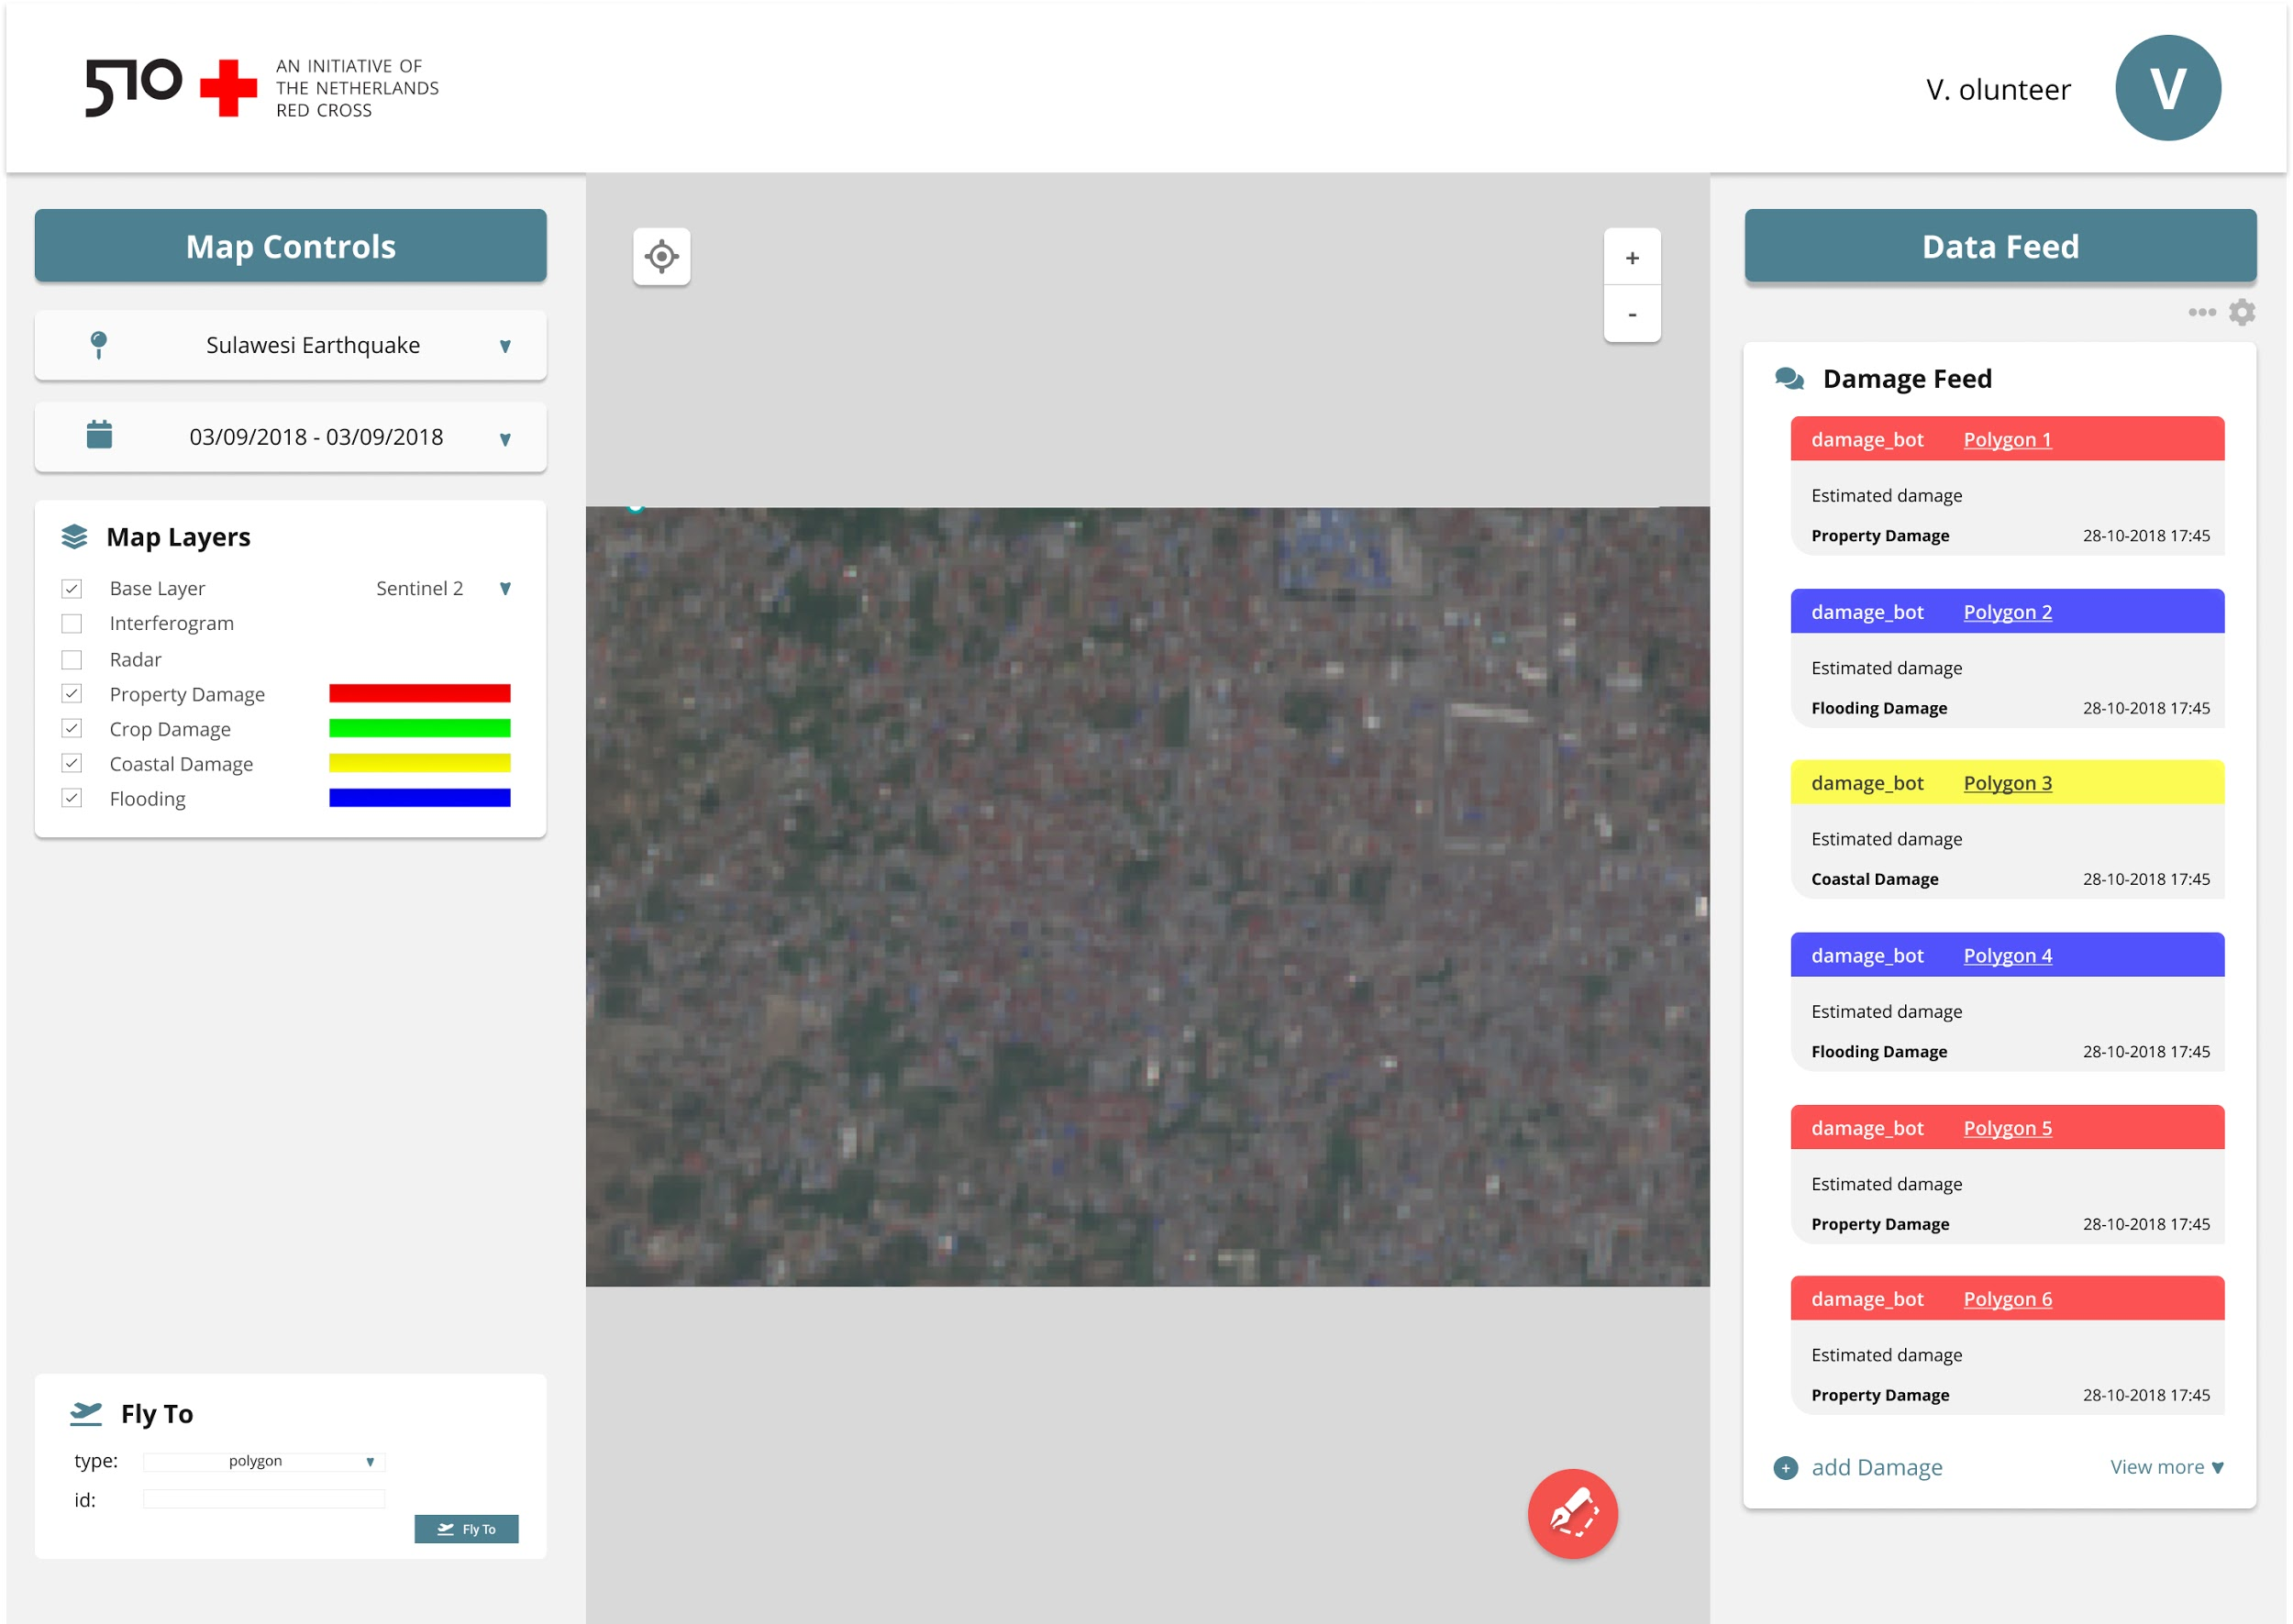 510
AN INITIATIVE OF
THE NETHERLANDS
RED CROSS
V. olunteer
V
Map Controls
Sulawesi Earthquake
03/09/2018 - 03/09/2018
Map Layers
Base Layer Sentinel 2
Interferogram
Radar
Property Damage
Crop Damage
Coastal Damage
Flooding
Fly To
type: polygon
id:
Fly To
+
-
Data Feed
Damage Feed
damage_bot Polygon 1
Estimated damage
Property Damage 28-10-2018 17:45
damage_bot Polygon 2
Estimated damage
Flooding Damage 28-10-2018 17:45
damage_bot Polygon 3
Estimated damage
Coastal Damage 28-10-2018 17:45
damage_bot Polygon 4
Estimated damage
Flooding Damage 28-10-2018 17:45
damage_bot Polygon 5
Estimated damage
Property Damage 28-10-2018 17:45
damage_bot Polygon 6
Estimated damage
Property Damage 28-10-2018 17:45
add Damage View more